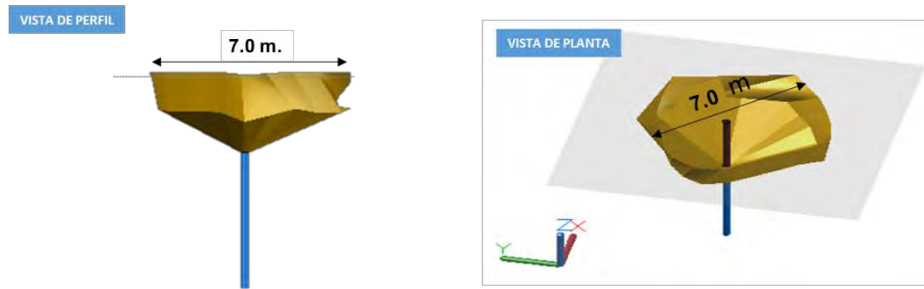 VISTA DE PERFIL
7.0 m.
VISTA DE PLANTA
7.0 m
Z
X
Y